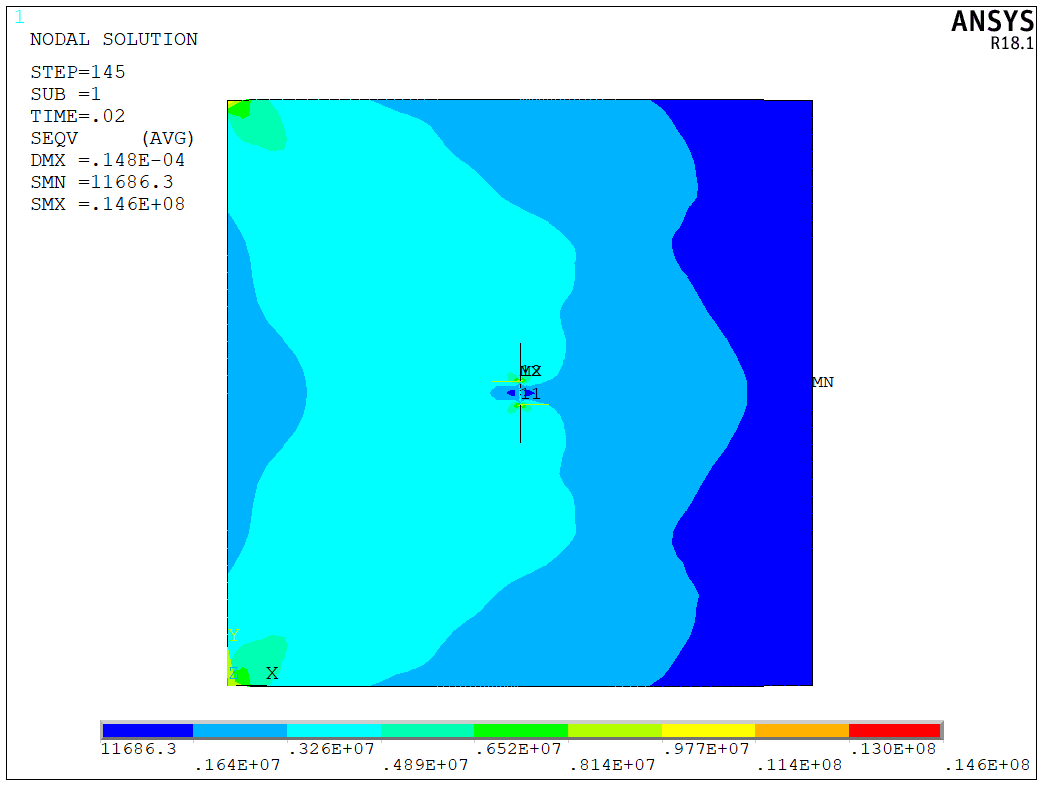 1
ANSYS
R18.1
NODAL SOLUTION
STEP=145
SUB =1
TIME=.02
SEQV (AVG)
DMX =.148E-04
SMN =11686.3
SMX =.146E+08
MX
MN
11
Y
Z X
11686.3 .326E+07 .652E+07 .977E+07 .130E+08
.164E+07 .489E+07 .814E+07 .114E+08 .146E+08